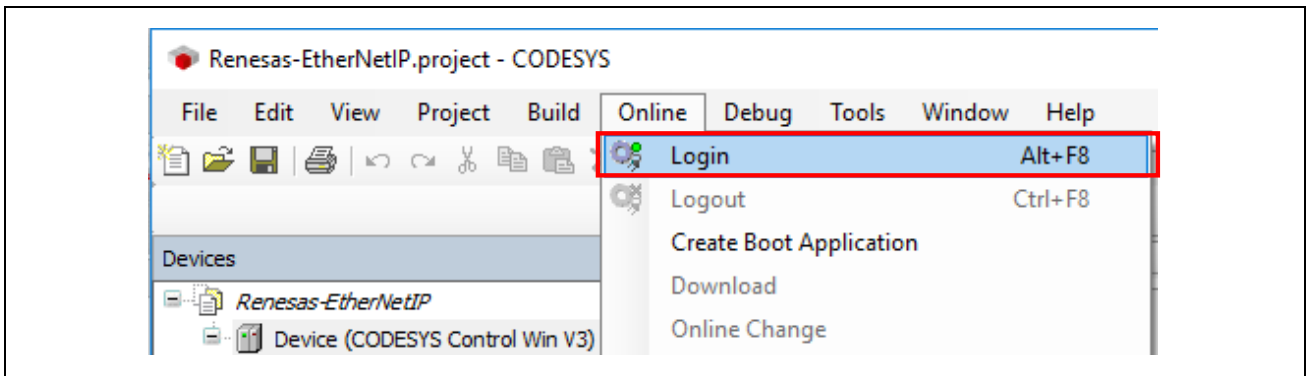 Renesas-EtherNetIP.project - CODESYS
File Edit View Project Build Online Debug Tools Window Help
Login Alt+F8
Logout Ctrl+F8
Create Boot Application
Devices
Download
Renesas-EtherNetIP
Online Change
Device (CODESYS Control Win V3)